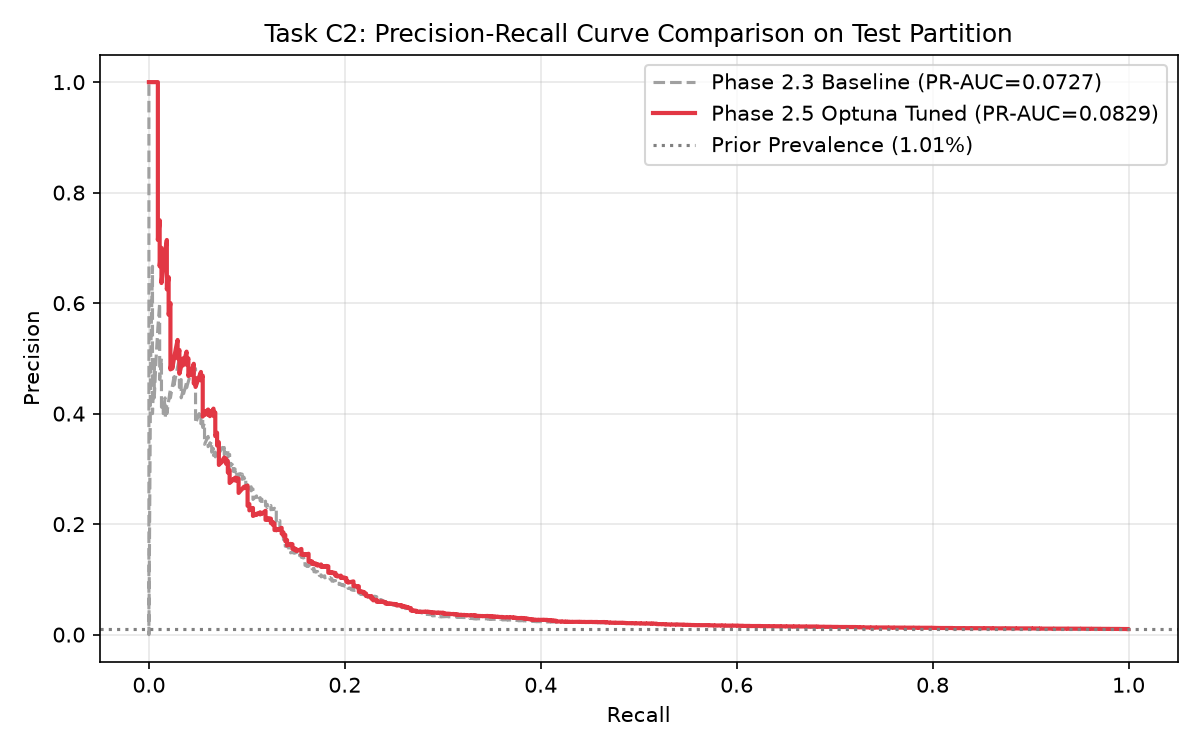 Task C2: Precision-Recall Curve Comparison on Test Partition
Phase 2.3 Baseline (PR-AUC=0.0727)
Phase 2.5 Optuna Tuned (PR-AUC=0.0829)
Prior Prevalence (1.01%)
Precision
1.0
0.8
0.6
0.4
0.2
0.0
0.0 0.2 0.4 0.6 0.8 1.0
Recall